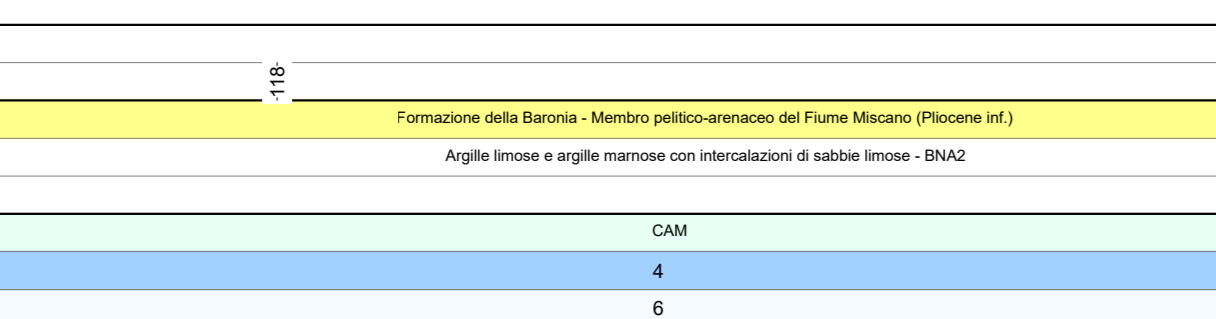 -118-
Formazione della Baronia - Membro pelitico-arenaceo del Fiume Miscano (Pliocene inf.)
Argille limose e argille marnose con intercalazioni di sabbie limose - BNA2
CAM
4
6